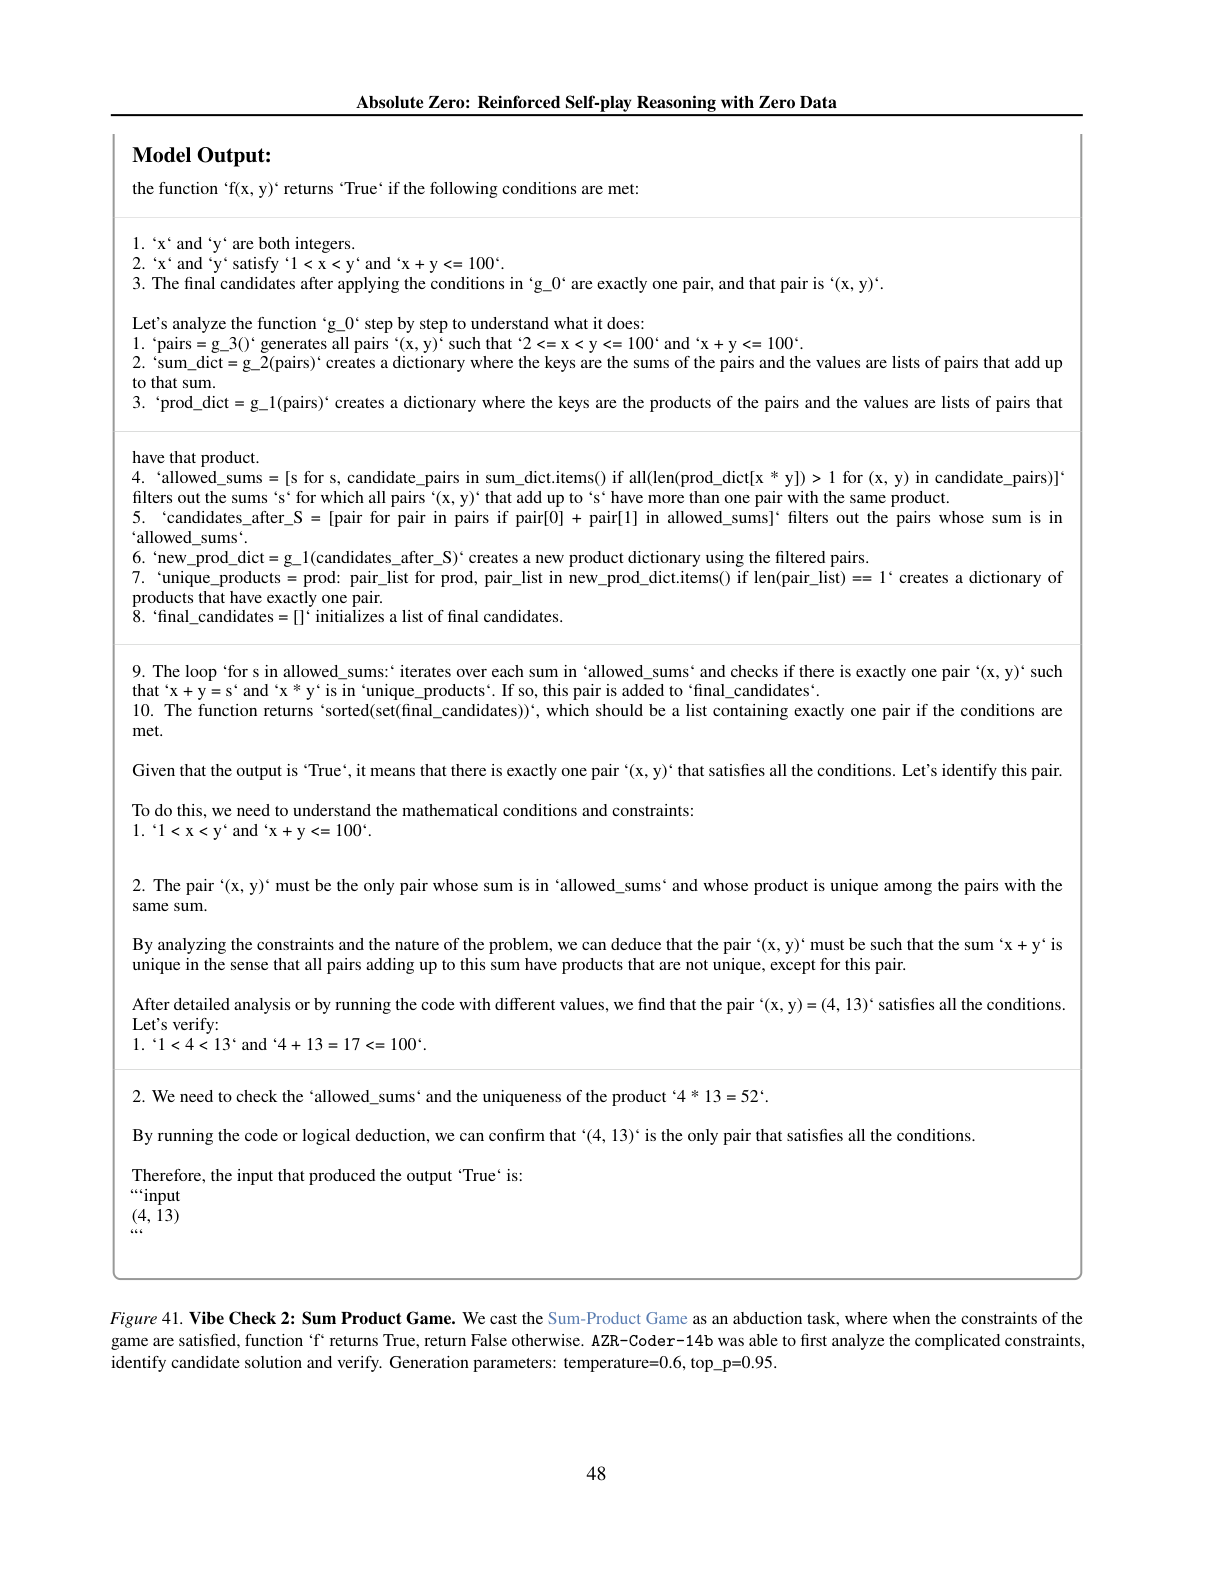 Absolute Zero: Reinforced Self-play Reasoning with Zero Data
Model Output:
the function ‘f(x, y)‘ returns ‘True‘ if the following conditions are met:
1. ‘x‘ and ‘y‘ are both integers.
2. ‘x‘ and ‘y‘ satisfy ‘1 < x < y‘ and ‘x + y <= 100‘.
3. The final candidates after applying the conditions in ‘g_0‘ are exactly one pair, and that pair is ‘(x, y)‘.
Let’s analyze the function ‘g_0‘ step by step to understand what it does:
1. ‘pairs = g_3()‘ generates all pairs ‘(x, y)‘ such that ‘2 <= x < y <= 100‘ and ‘x + y <= 100‘.
2. ‘sum_dict = g_2(pairs)‘ creates a dictionary where the keys are the sums of the pairs and the values are lists of pairs that add up
to that sum.
3. ‘prod_dict = g_1(pairs)‘ creates a dictionary where the keys are the products of the pairs and the values are lists of pairs that
have that product.
4. ‘allowed_sums = [s for s, candidate_pairs in sum_dict.items() if all(len(prod_dict[x * y]) > 1 for (x, y) in candidate_pairs)]‘
filters out the sums ‘s‘ for which all pairs ‘(x, y)‘ that add up to ‘s‘ have more than one pair with the same product.
5. ‘candidates_after_S = [pair for pair in pairs if pair[0] + pair[1] in allowed_sums]‘ filters out the pairs whose sum is in
‘allowed_sums‘.
6. ‘new_prod_dict = g_1(candidates_after_S)‘ creates a new product dictionary using the filtered pairs.
7. ‘unique_products = prod: pair_list for prod, pair_list in new_prod_dict.items() if len(pair_list) == 1‘ creates a dictionary of
products that have exactly one pair.
8. ‘final_candidates = []‘ initializes a list of final candidates.
9. The loop ‘for s in allowed_sums:‘ iterates over each sum in ‘allowed_sums‘ and checks if there is exactly one pair ‘(x, y)‘ such
that ‘x + y = s‘ and ‘x * y‘ is in ‘unique_products‘. If so, this pair is added to ‘final_candidates‘.
10. The function returns ‘sorted(set(final_candidates))‘, which should be a list containing exactly one pair if the conditions are
met.
Given that the output is ‘True‘, it means that there is exactly one pair ‘(x, y)‘ that satisfies all the conditions. Let’s identify this pair.
To do this, we need to understand the mathematical conditions and constraints:
1. ‘1 < x < y‘ and ‘x + y <= 100‘.
2. The pair ‘(x, y)‘ must be the only pair whose sum is in ‘allowed_sums‘ and whose product is unique among the pairs with the
same sum.
By analyzing the constraints and the nature of the problem, we can deduce that the pair ‘(x, y)‘ must be such that the sum ‘x + y‘ is
unique in the sense that all pairs adding up to this sum have products that are not unique, except for this pair.
After detailed analysis or by running the code with different values, we find that the pair ‘(x, y) = (4, 13)‘ satisfies all the conditions.
Let’s verify:
1. ‘1 < 4 < 13‘ and ‘4 + 13 = 17 <= 100‘.
2. We need to check the ‘allowed_sums‘ and the uniqueness of the product ‘4 * 13 = 52‘.
By running the code or logical deduction, we can confirm that ‘(4, 13)‘ is the only pair that satisfies all the conditions.
Therefore, the input that produced the output ‘True‘ is:
“‘input
(4, 13)
“‘
Figure 41. Vibe Check 2: Sum Product Game. We cast the Sum-Product Game as an abduction task, where when the constraints of the
game are satisfied, function ‘f‘ returns True, return False otherwise. AZR-Coder-14b was able to first analyze the complicated constraints,
identify candidate solution and verify. Generation parameters: temperature=0.6, top_p=0.95.
48